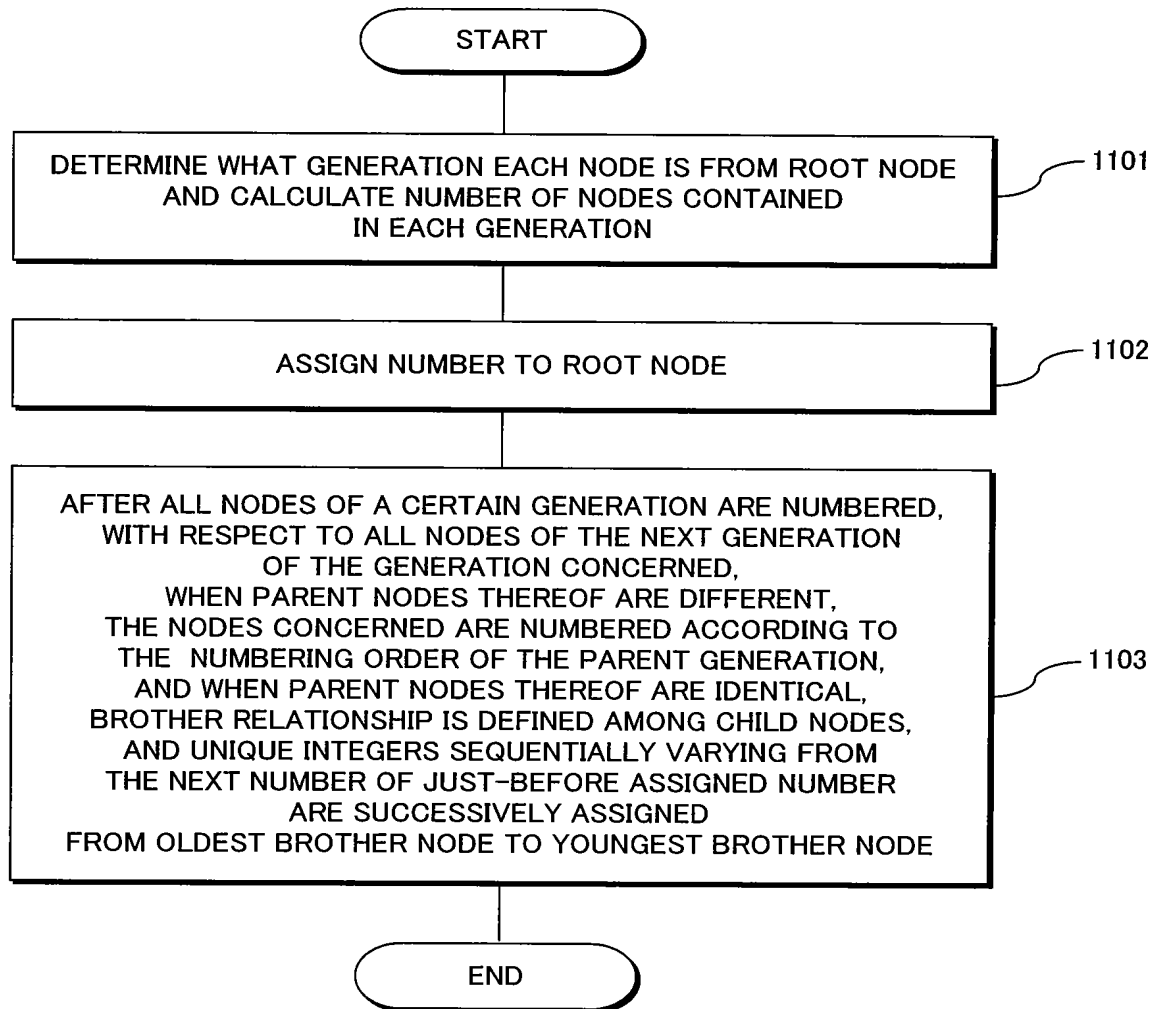 START
DETERMINE WHAT GENERATION EACH NODE IS FROM ROOT NODE
AND CALCULATE NUMBER OF NODES CONTAINED
IN EACH GENERATION
1101
ASSIGN NUMBER TO ROOT NODE
1102
AFTER ALL NODES OF A CERTAIN GENERATION ARE NUMBERED,
WITH RESPECT TO ALL NODES OF THE NEXT GENERATION
OF THE GENERATION CONCERNED,
WHEN PARENT NODES THEREOF ARE DIFFERENT,
THE NODES CONCERNED ARE NUMBERED ACCORDING TO
THE NUMBERING ORDER OF THE PARENT GENERATION,
AND WHEN PARENT NODES THEREOF ARE IDENTICAL,
BROTHER RELATIONSHIP IS DEFINED AMONG CHILD NODES,
AND UNIQUE INTEGERS SEQUENTIALLY VARYING FROM
THE NEXT NUMBER OF JUST-BEFORE ASSIGNED NUMBER
ARE SUCCESSIVELY ASSIGNED
FROM OLDEST BROTHER NODE TO YOUNGEST BROTHER NODE
1103
END